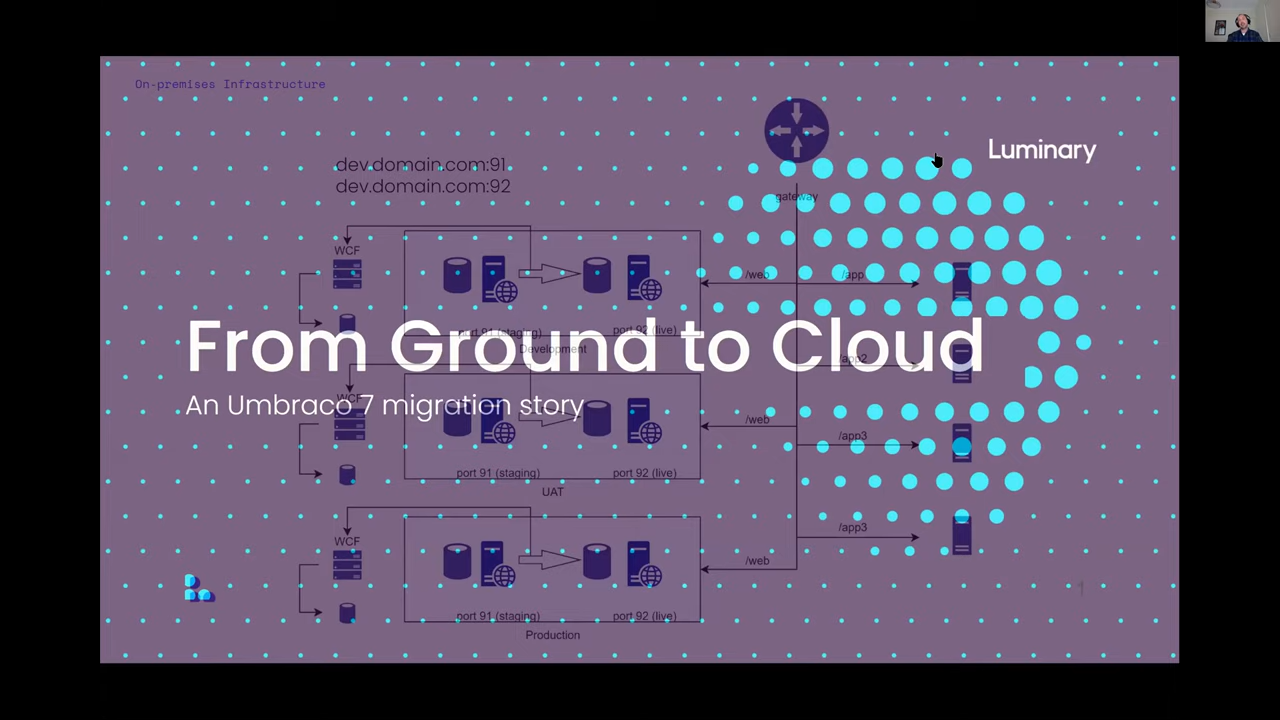 On-premises Infrastructure
Luminary
dev.domain.com:91
dev.domain.com:92
gateway
WCF
/web
/app
port 91 (staging)
port 92 (live)
Development
From Ground to Cloud
/app2
An Umbraco 7 migration story
WCF
/web
/app3
port 91 (staging)
port 92 (live)
UAT
WCF
/app3
/web
1
port 91 (staging)
port 92 (live)
Production